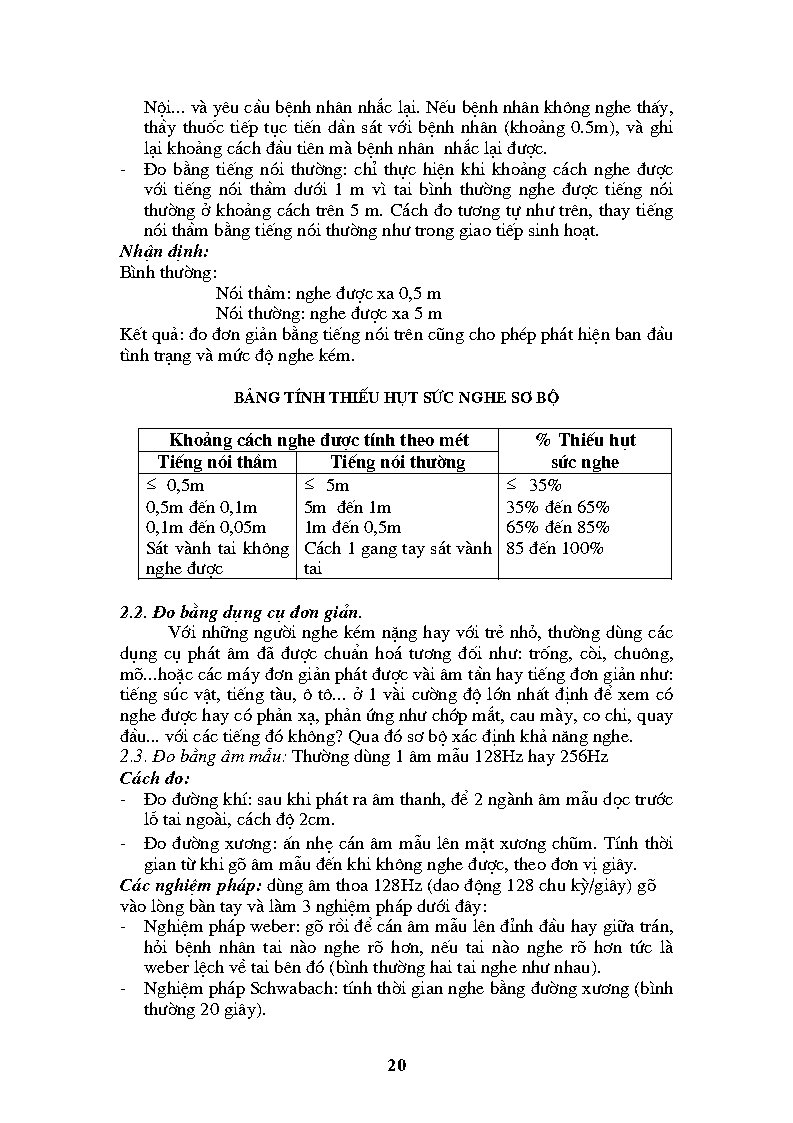 Nội... và yêu cầu bệnh nhân nhắc lại. Nếu bệnh nhân không nghe thấy,
thầy thuốc tiếp tục tiến dần sát với bệnh nhân (khoảng 0.5m), và ghi
lại khoảng cách đầu tiên mà bệnh nhân nhắc lại được.
- Đo bằng tiếng nói thường: chỉ thực hiện khi khoảng cách nghe được
với tiếng nói thầm dưới 1 m vì tai bình thường nghe được tiếng nói
thường ở khoảng cách trên 5 m. Cách đo tương tự như trên, thay tiếng
nói thầm bằng tiếng nói thường như trong giao tiếp sinh hoạt.
Nhận định:
Bình thường:
Nói thầm: nghe được xa 0,5 m
Nói thường: nghe được xa 5 m
Kết quả: đo đơn giản bằng tiếng nói trên cũng cho phép phát hiện ban đầu
tình trạng và mức độ nghe kém.
BẢNG TÍNH THIẾU HỤT SỨC NGHE SƠ BỘ
Khoảng cách nghe được tính theo mét % Thiếu hụt
Tiếng nói thầm Tiếng nói thường sức nghe
≤ 0,5m ≤ 5m ≤ 35%
0,5m đến 0,1m 5m đến 1m 35% đến 65%
0,1m đến 0,05m 1m đến 0,5m 65% đến 85%
Sát vành tai không Cách 1 gang tay sát vành 85 đến 100%
nghe được tai
2.2. Đo bằng dụng cụ đơn giản.
Với những người nghe kém nặng hay với trẻ nhỏ, thường dùng các
dụng cụ phát âm đã được chuẩn hoá tương đối như: trống, còi, chuông,
mõ...hoặc các máy đơn giản phát được vài âm tần hay tiếng đơn giản như:
tiếng súc vật, tiếng tàu, ô tô... ở 1 vài cường độ lớn nhất định để xem có
nghe được hay có phản xạ, phản ứng như chớp mắt, cau mày, co chi, quay
đầu... với các tiếng đó không? Qua đó sơ bộ xác định khả năng nghe.
2.3. Đo bằng âm mẫu: Thường dùng 1 âm mẫu 128Hz hay 256Hz
Cách đo:
- Đo đường khí: sau khi phát ra âm thanh, để 2 ngành âm mẫu dọc trước
lỗ tai ngoài, cách độ 2cm.
- Đo đường xương: ấn nhẹ cán âm mẫu lên mặt xương chũm. Tính thời
gian từ khi gõ âm mẫu đến khi không nghe được, theo đơn vị giây.
Các nghiệm pháp: dùng âm thoa 128Hz (dao động 128 chu kỳ/giây) gõ
vào lòng bàn tay và làm 3 nghiệm pháp dưới đây:
- Nghiệm pháp weber: gõ rồi để cán âm mẫu lên đỉnh đầu hay giữa trán,
hỏi bệnh nhân tai nào nghe rõ hơn, nếu tai nào nghe rõ hơn tức là
weber lệch về tai bên đó (bình thường hai tai nghe như nhau).
- Nghiệm pháp Schwabach: tính thời gian nghe bằng đường xương (bình
thường 20 giây).
20